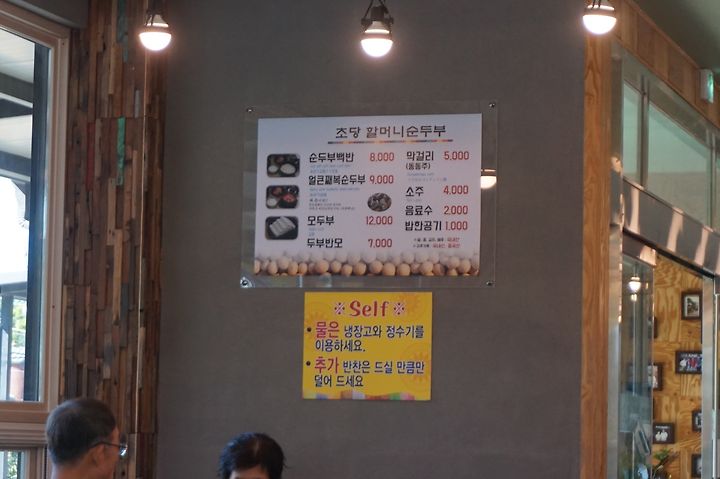 초당 할머니순두부
순두부백반 8,000
얼큰째복순두부 9,000
모두부 12,000
두부반모 7,000
막걸리 5,000
(동동주)
소주 4,000
음료수 2,000
밥한공기 1,000
※Self※
• 물은 냉장고와 정수기를
이용하세요.
• 추가 반찬은 드실 만큼만
덜어 드세요